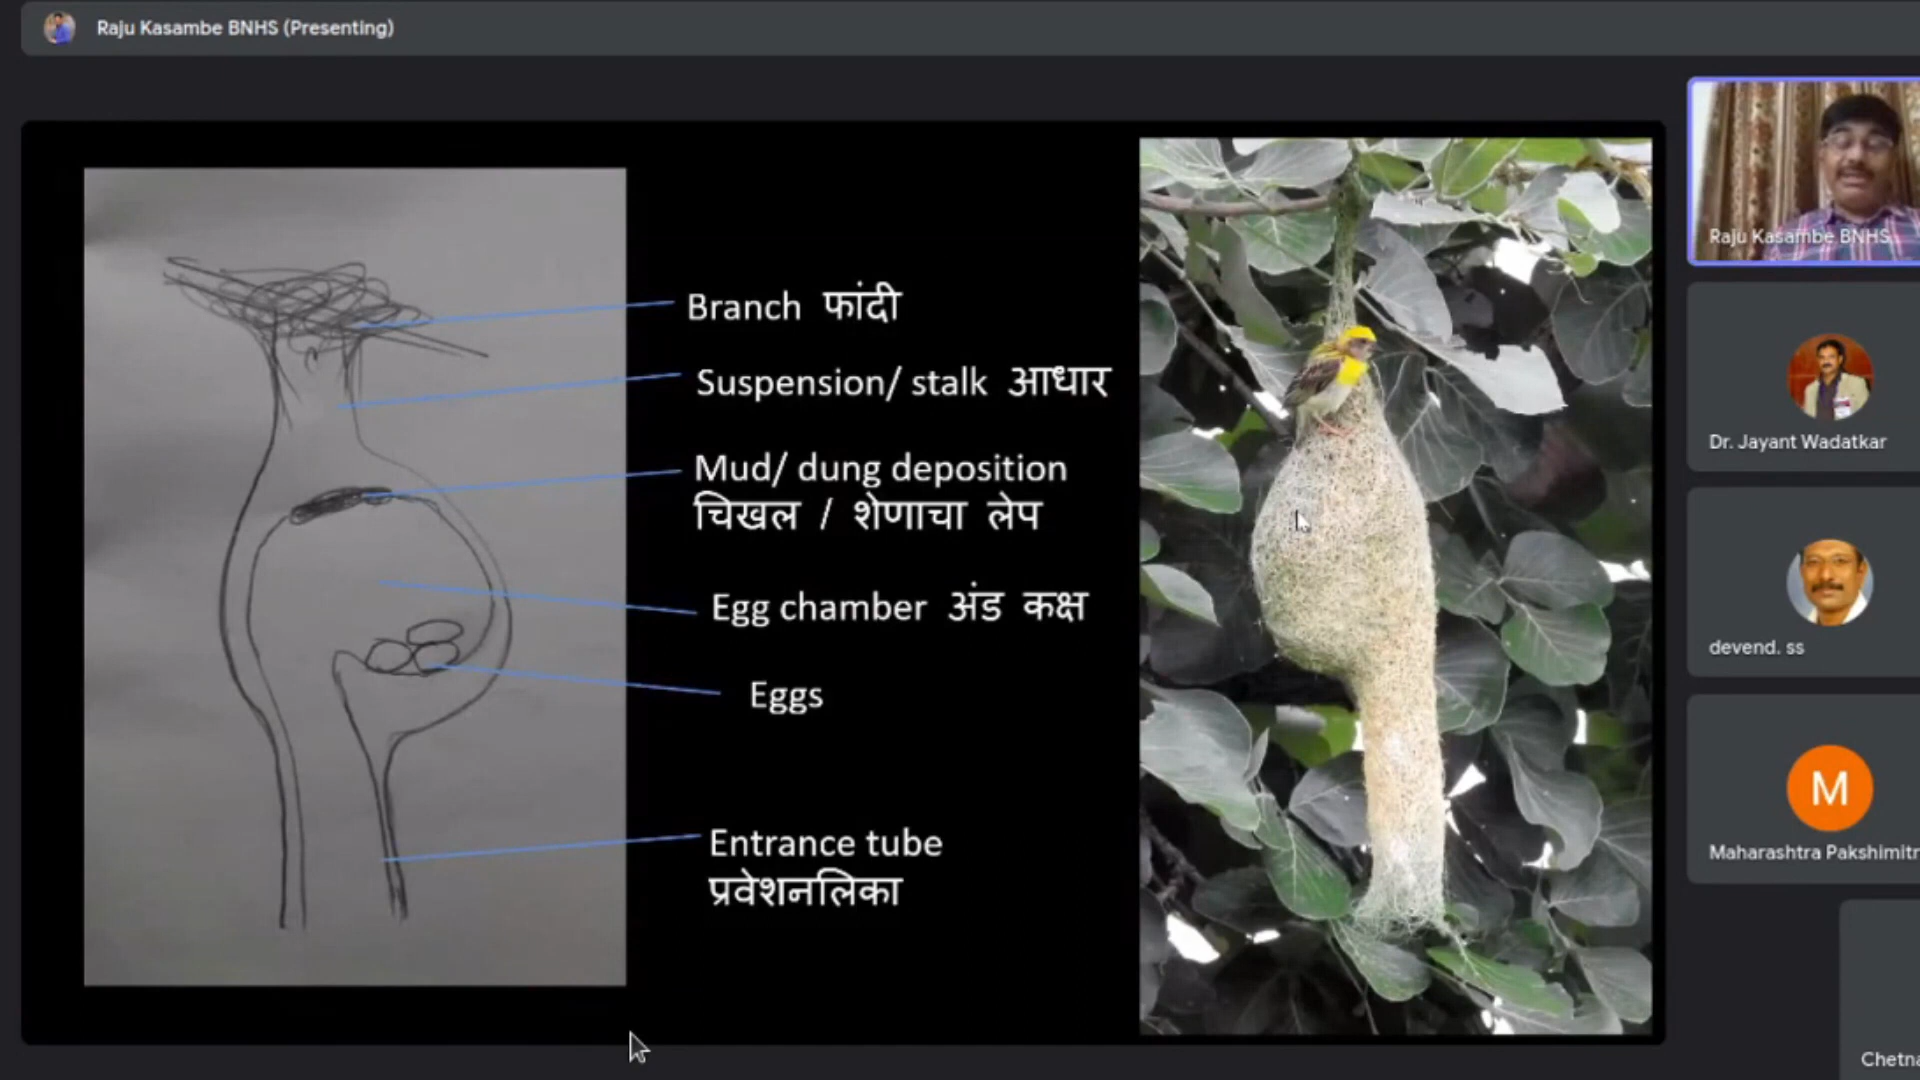 Raju Kasambe BNHS (Presenting)
Branch फांदी
Suspension/ stalk आधार
Mud/ dung deposition
चिखल / शेणाचा लेप
Egg chamber अंड कक्ष
Eggs
Entrance tube
प्रवेशनलिका
Raju Kasambe BNHS...
Dr. Jayant Wadatkar
devend. ss
M
Maharashtra Pakshimitr
Chetna